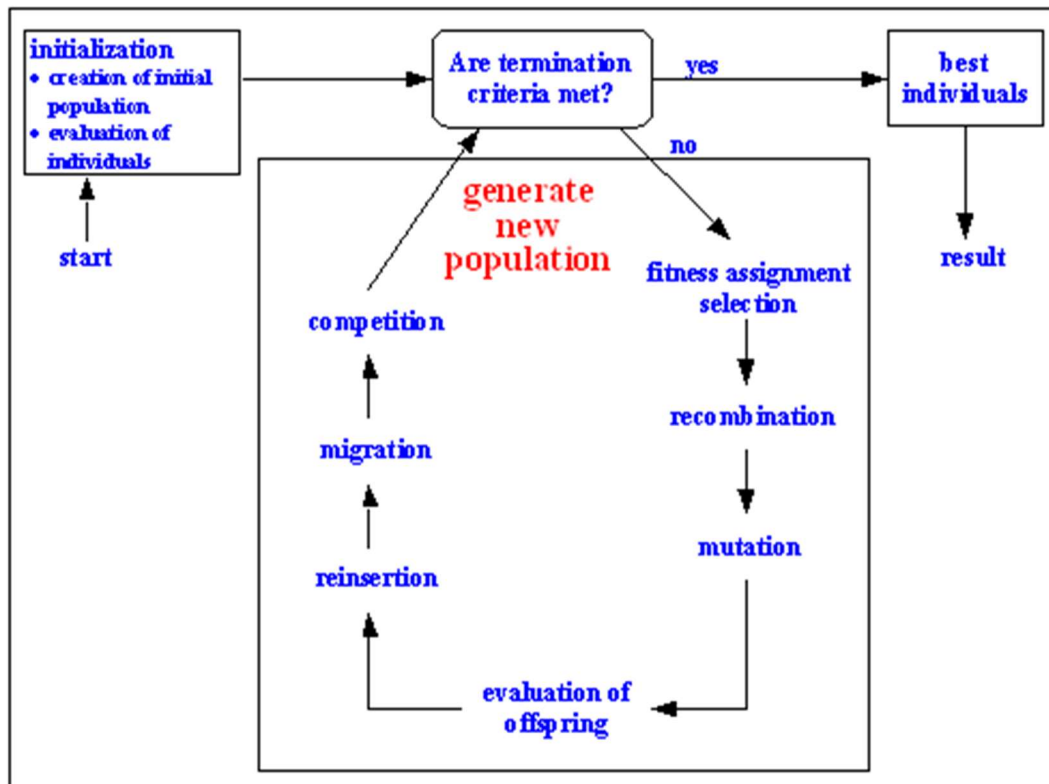 initialization
• creation of initial
population
• evaluation of
individuals
start
Are termination
criteria met?
yes
best
individuals
result
no
generate
new
population
fitness assignment
selection
recombination
mutation
evaluation of
offspring
reinsertion
migration
competition